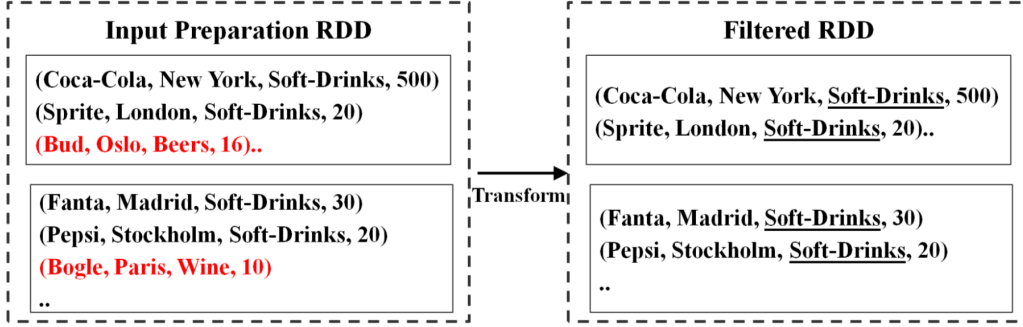 Input Preparation RDD
(Coca-Cola, New York, Soft-Drinks, 500)
(Sprite, London, Soft-Drinks, 20)
(Bud, Oslo, Beers, 16)..
(Fanta, Madrid, Soft-Drinks, 30)
(Pepsi, Stockholm, Soft-Drinks, 20)
(Bogle, Paris, Wine, 10)
..
Transform
Filtered RDD
(Coca-Cola, New York, Soft-Drinks, 500)
(Sprite, London, Soft-Drinks, 20)..
(Fanta, Madrid, Soft-Drinks, 30)
(Pepsi, Stockholm, Soft-Drinks, 20)
..